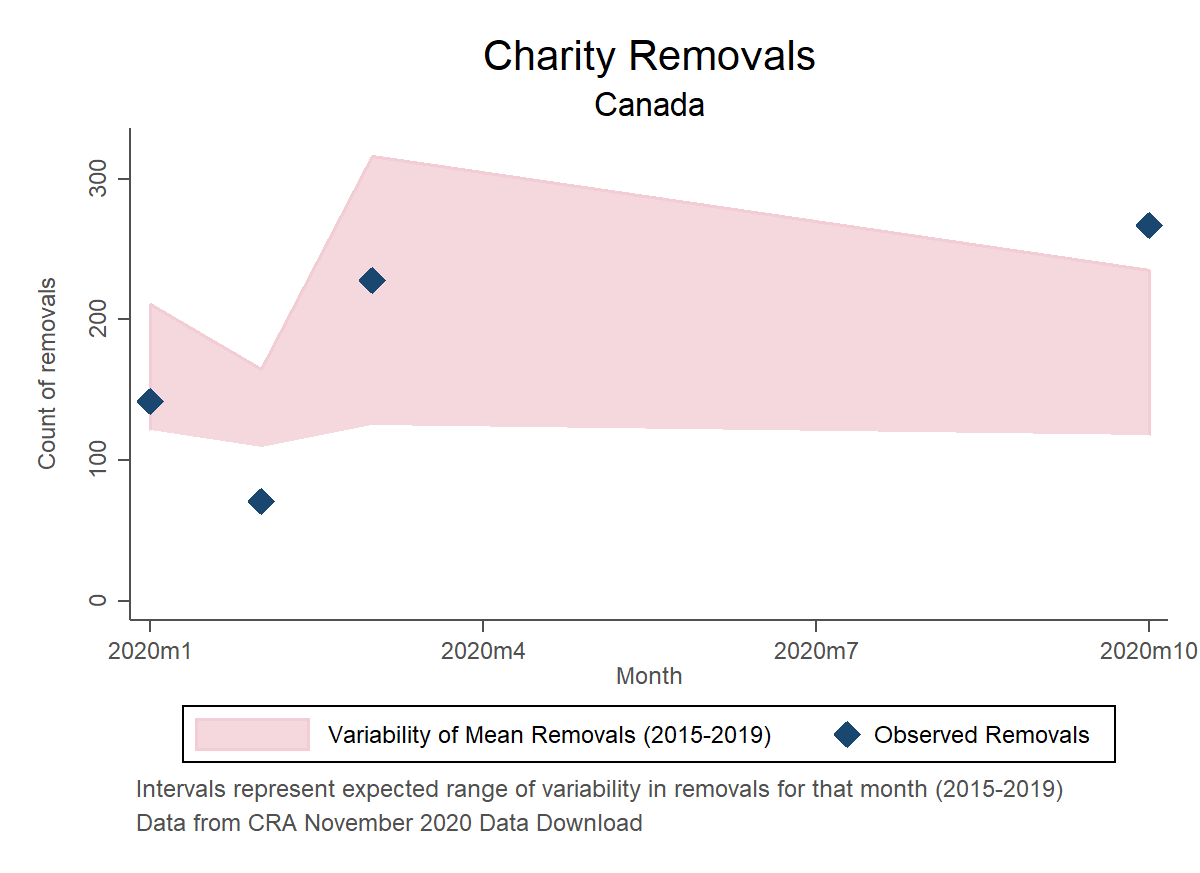 Charity Removals
Canada
Count of removals
300
200
100
0
2020m1
2020m4
2020m7
2020m10
Month
Variability of Mean Removals (2015-2019)
Observed Removals
Intervals represent expected range of variability in removals for that month (2015-2019)
Data from CRA November 2020 Data Download